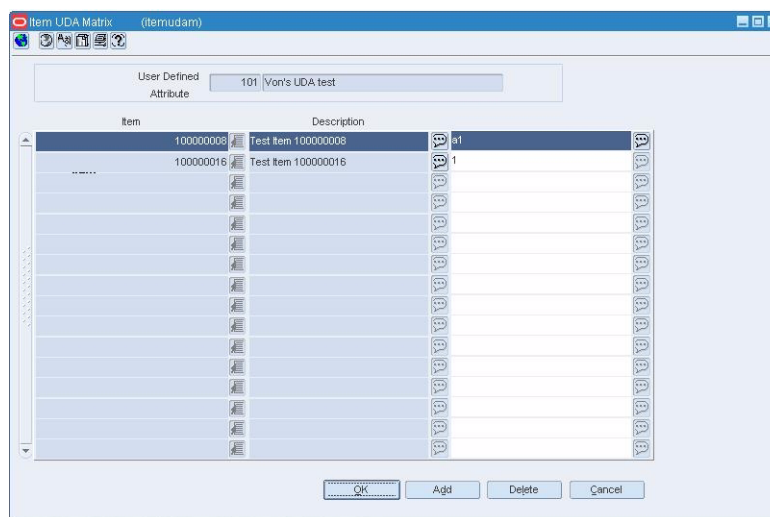 Item UDA Matrix (itemudam)
User Defined
Attribute
101 Von's UDA test
Item Description
100000008 Test Item 100000008 a1
100000016 Test Item 100000016 1
OK Add Delete Cancel